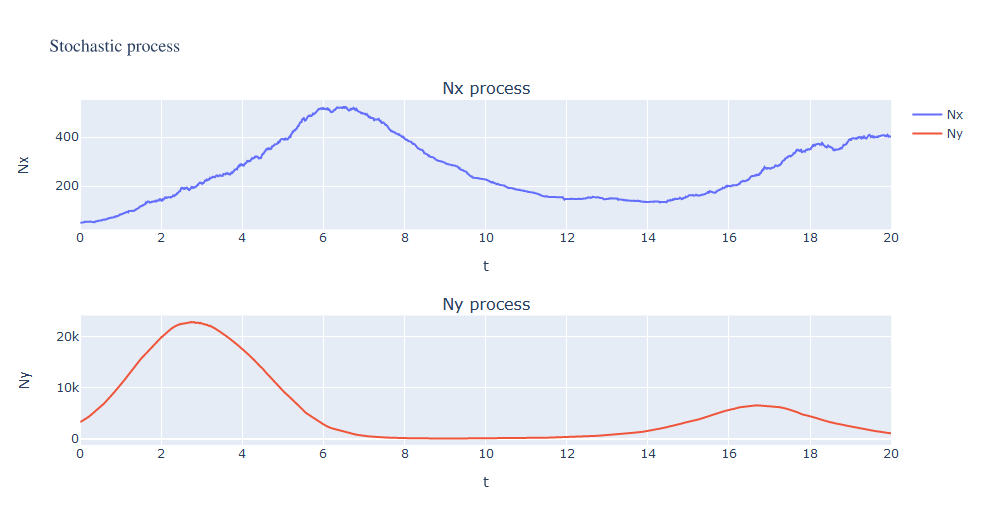 Stochastic process
Nx process
Nx
Ny
400
200
Nx
0 2 4 6 8 10 12 14 16 18 20
t
Ny process
20k
10k
0
Ny
0 2 4 6 8 10 12 14 16 18 20
t